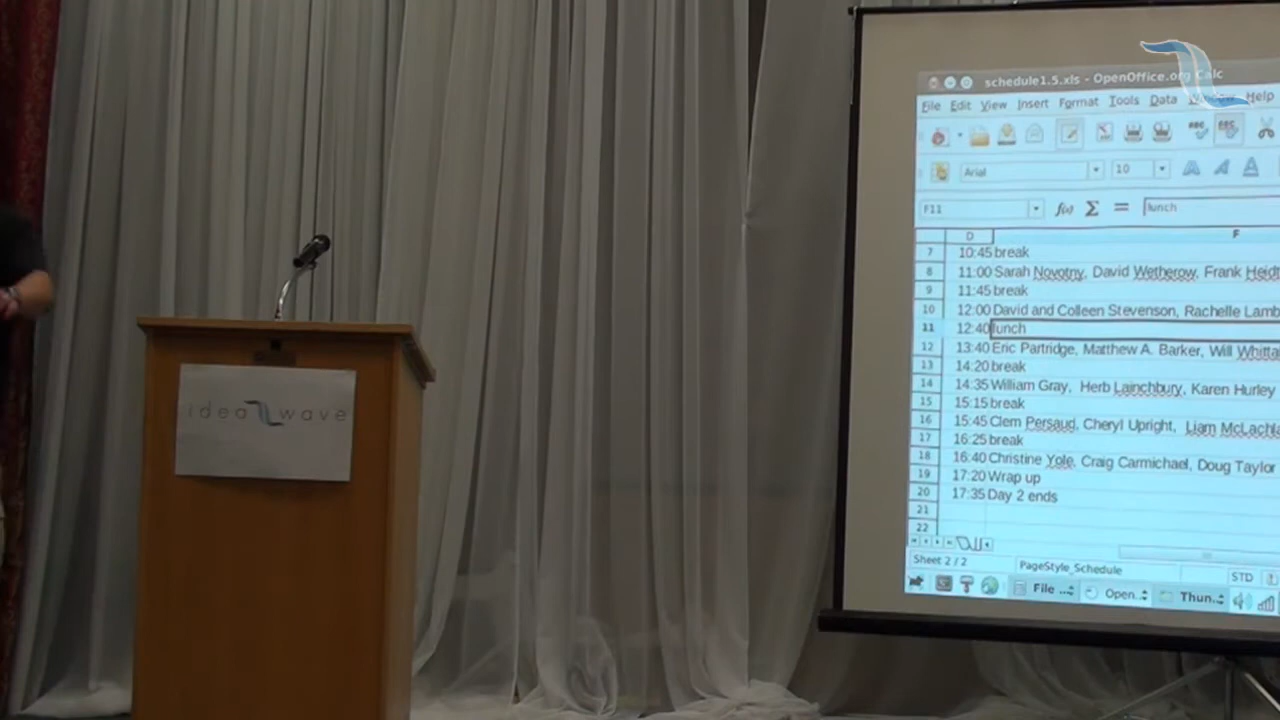 idea wave
schedule1.5.xls - OpenOffice.org Calc
File Edit View Insert Format Tools Data Window Help
Arial 10
F11 f(x) Σ = lunch
D F
7 10:45 break
8 11:00 Sarah Novotny, David Wetherow, Frank Heidt
9 11:45 break
10 12:00 David and Colleen Stevenson, Rachelle Lamb
11 12:40 lunch
12 13:40 Eric Partridge, Matthew A. Barker, Will Whitta
13 14:20 break
14 14:35 William Gray, Herb Lainchbury, Karen Hurley
15 15:15 break
16 15:45 Clem Persaud, Cheryl Upright, Liam McLachla
17 16:25 break
18 16:40 Christine Yole, Craig Carmichael, Doug Taylor
19 17:20 Wrap up
20 17:35 Day 2 ends
21
22
Sheet 2 / 2 PageStyle_Schedule STD
File ... Open.. Thun..